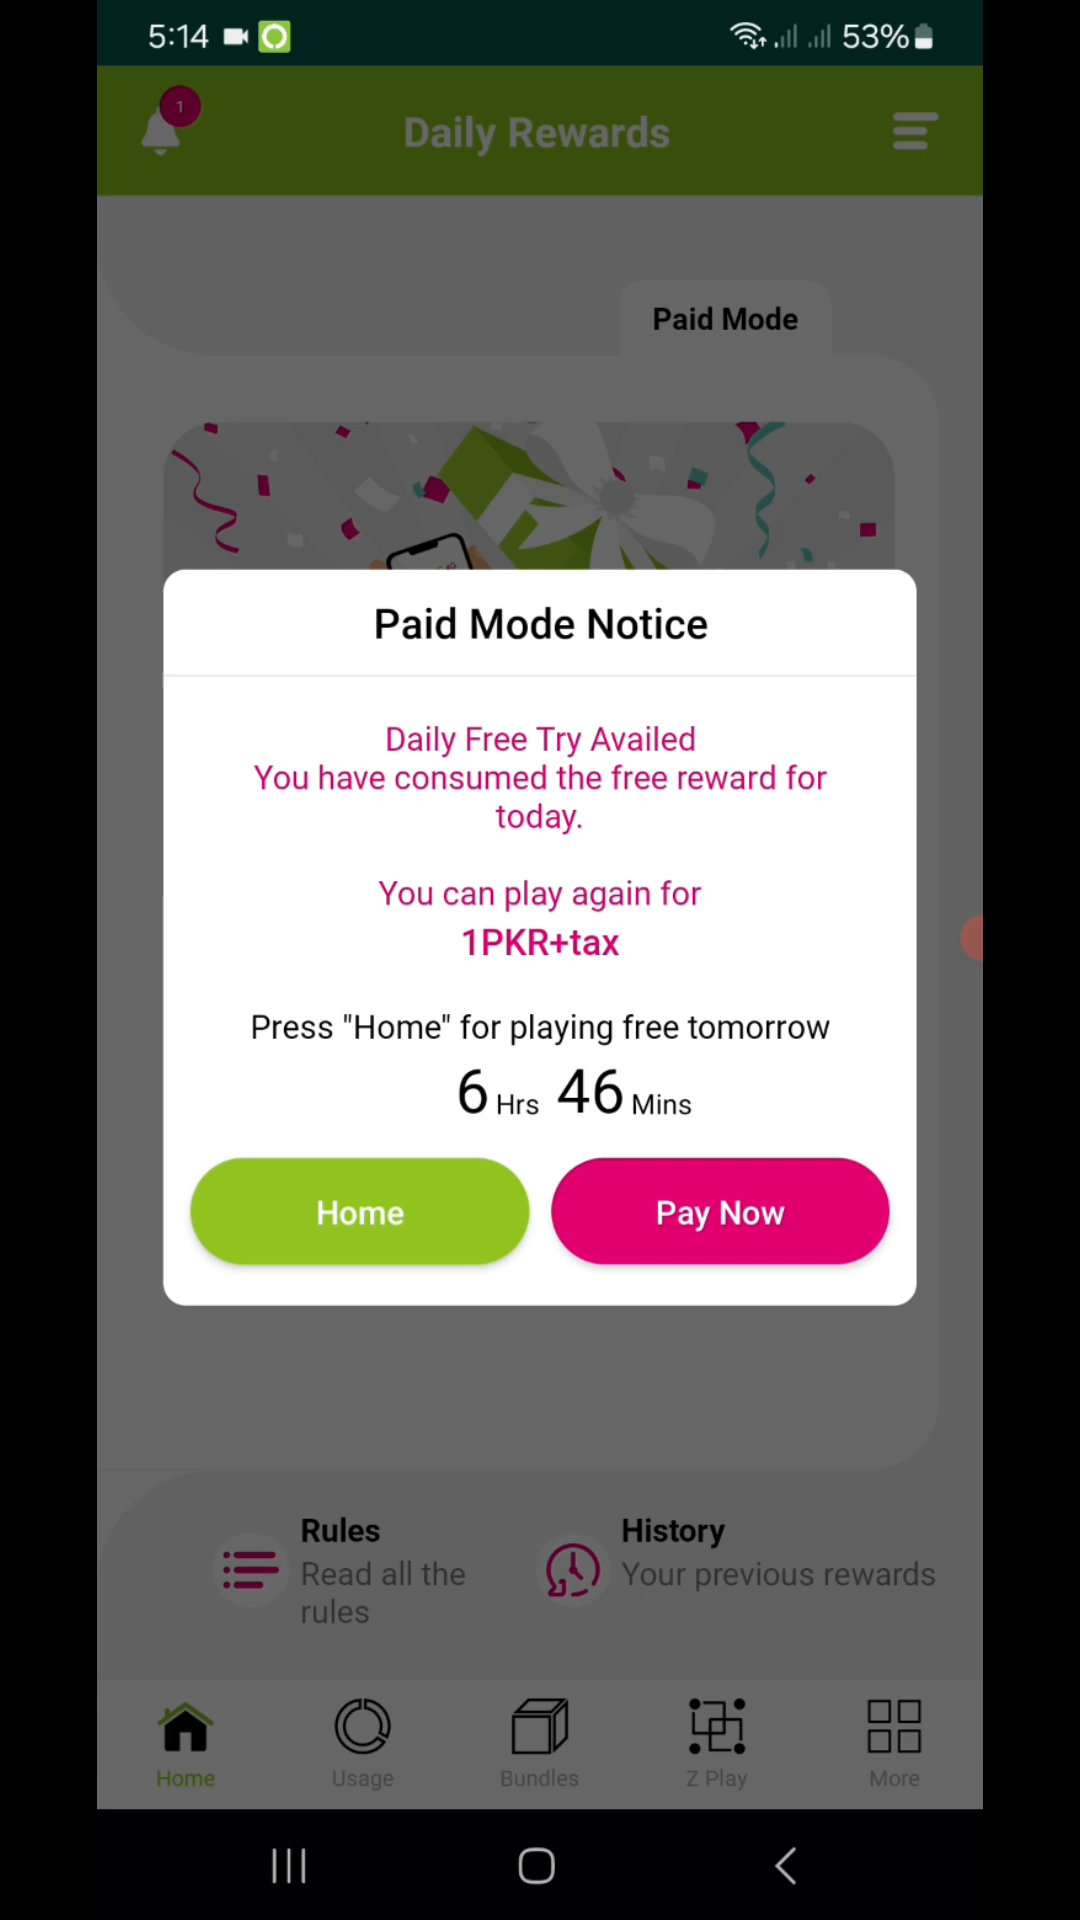 5:14
53%
1
Daily Rewards
Paid Mode
4G
Paid Mode Notice
Daily Free Try Availed
You have consumed the free reward for
today.
You can play again for
1PKR+tax
Press "Home" for playing free tomorrow
6 Hrs 46 Mins
Home
Pay Now
Rules
Read all the
rules
History
Your previous rewards
Home
Usage
Bundles
Z Play
More